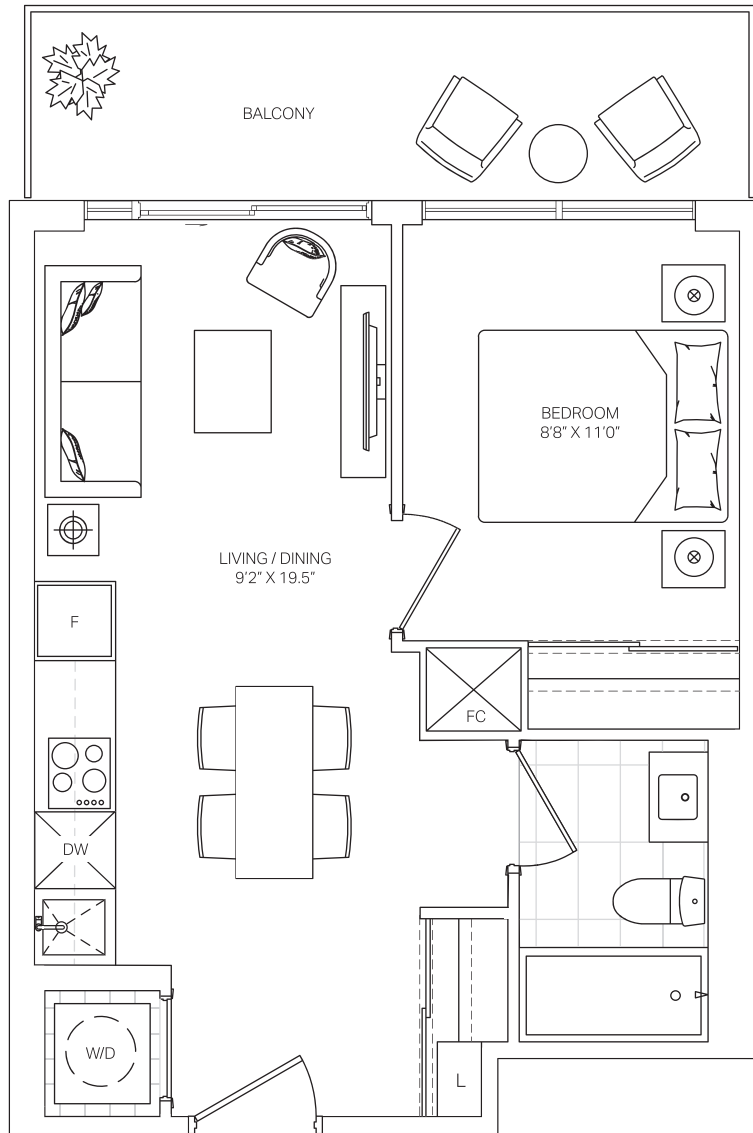 BALCONY
BEDROOM
8'8" X 11'0"
LIVING / DINING
9'2" X 19.5"
F
FC
DW
W/D
L